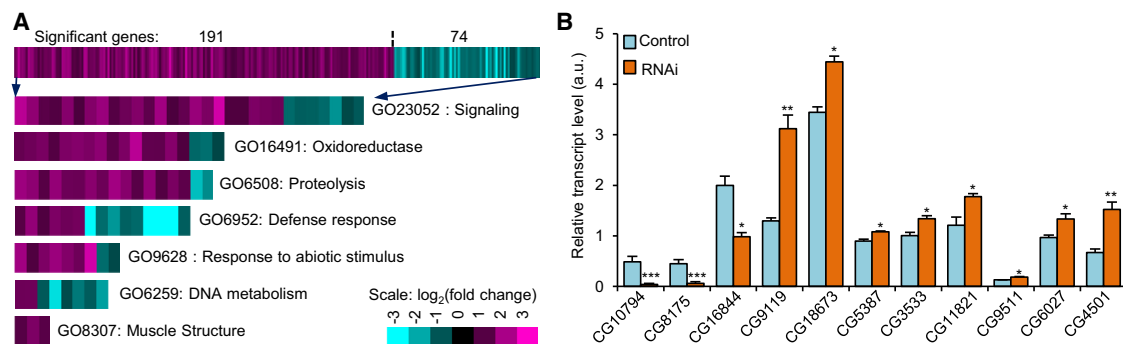 A
Significant genes: 191 74
GO23052 : Signaling
GO16491: Oxidoreductase
GO6508: Proteolysis
GO6952: Defense response
GO9628 : Response to abiotic stimulus
GO6259: DNA metabolism
GO8307: Muscle Structure
Scale: log2(fold change)
-3 -2 -1 0 1 2 3
B
Relative transcript level (a.u.)
5
4
3
2
1
0
Control
RNAi
***
***
*
**
*
*
*
*
*
*
**
CG10794
CG8175
CG16844
CG9119
CG18673
CG5387
CG3533
CG11821
CG9511
CG6027
CG4501